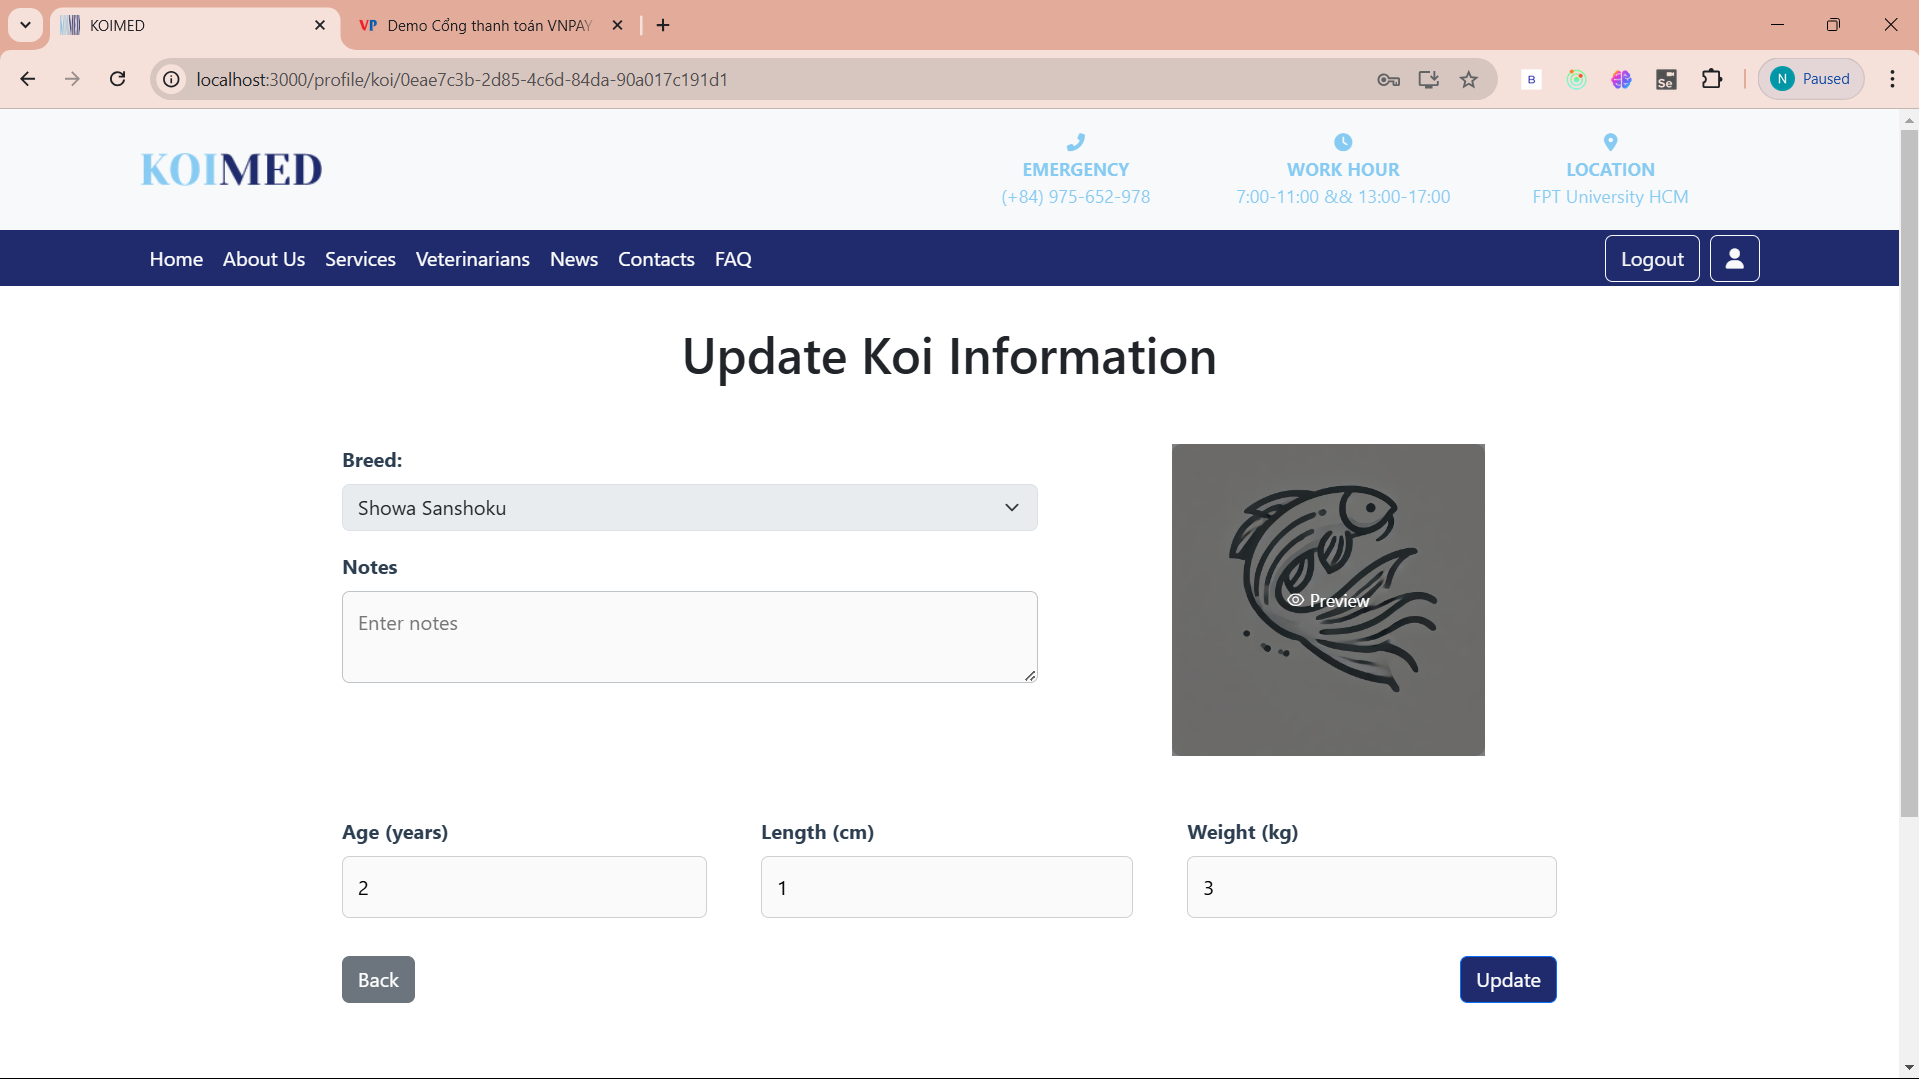 KOIMED
Demo Cổng thanh toán VNPAY
localhost:3000/profile/koi/0eae7c3b-2d85-4c6d-84da-90a017c191d1
B
Se
N
Paused
KOIMED
EMERGENCY
(+84) 975-652-978
WORK HOUR
7:00-11:00 && 13:00-17:00
LOCATION
FPT University HCM
Home About Us Services Veterinarians News Contacts FAQ
Logout
Update Koi Information
Breed:
Showa Sanshoku
Notes
Enter notes
Preview
Age (years)
2
Length (cm)
1
Weight (kg)
3
Back
Update